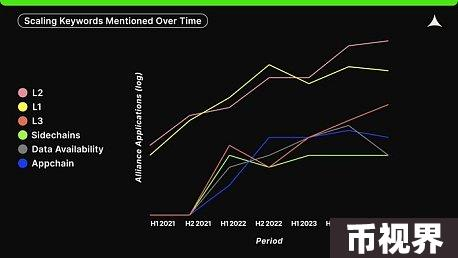 Scaling Keywords Mentioned Over Time
L2
L1
L3
Sidechains
Data Availability
Appchain
Alliance Applications (log)
H1 2021 H2 2021 H1 2022 H2 2022 H1 2023
Period
币视界